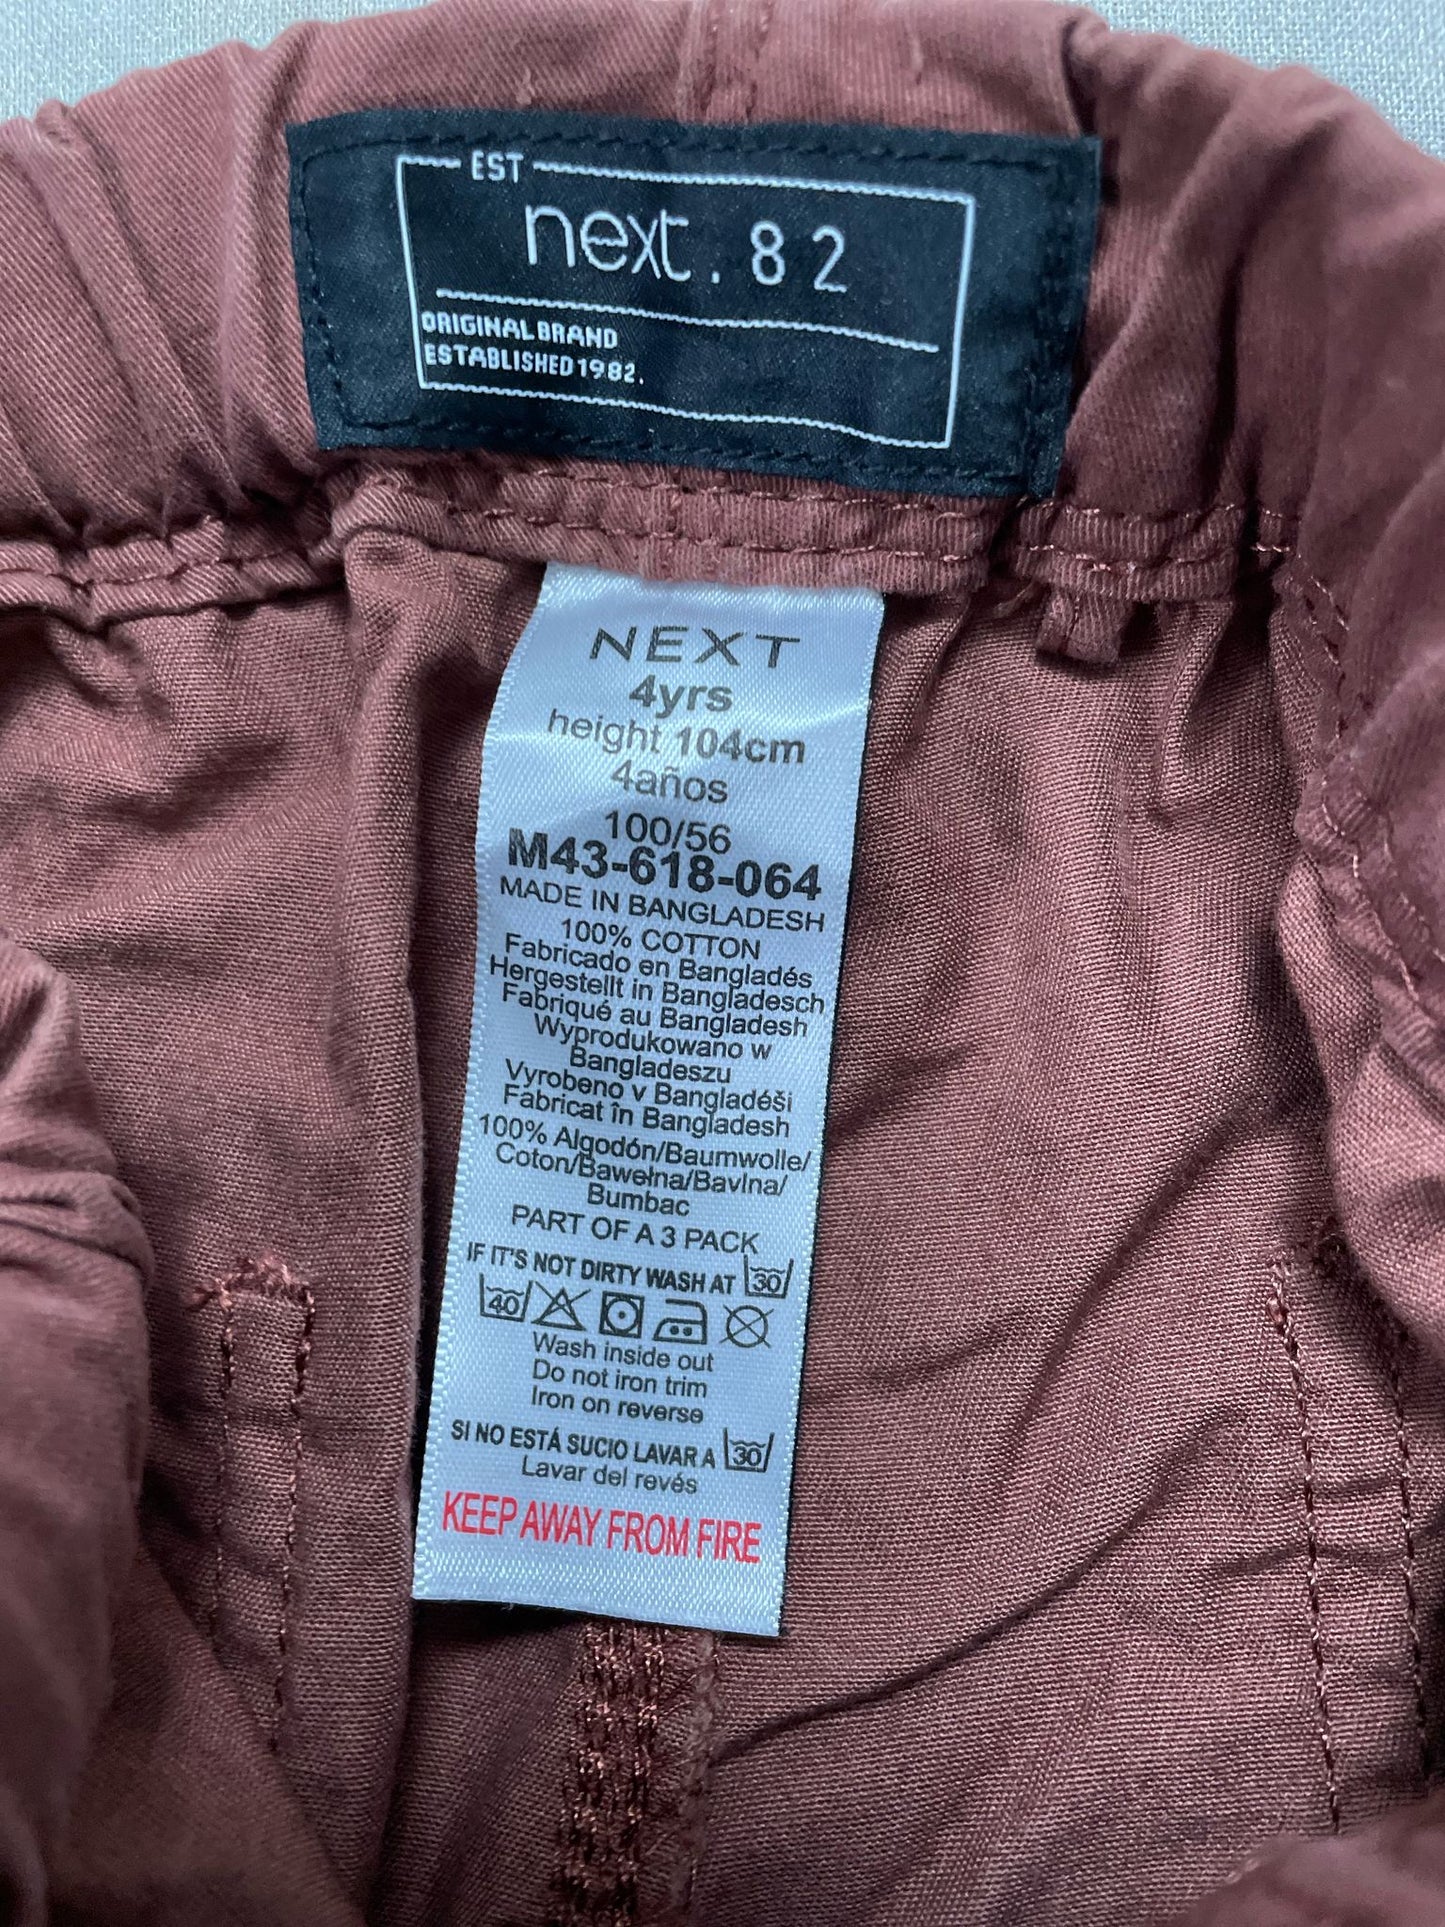 EST
next.82
ORIGINAL BRAND
ESTABLISHED 1982.
NEXT
4yrs
height 104cm
4años
100/56
M43-618-064
MADE IN BANGLADESH
100% COTTON
Fabricado en Bangladés
Hergestellt in Bangladesch
Fabriqué au Bangladesh
Wyprodukowano w
Bangladeszu
Vyrobeno v Bangladéši
Fabricat în Bangladesh
100% Algodón/Baumwolle/
Coton/Bawełna/Bavlna/
Bumbac
PART OF A 3 PACK
IF IT'S NOT DIRTY WASH AT 30
40
Wash inside out
Do not iron trim
Iron on reverse
SI NO ESTÁ SUCIO LAVAR A 30
Lavar del revés
KEEP AWAY FROM FIRE